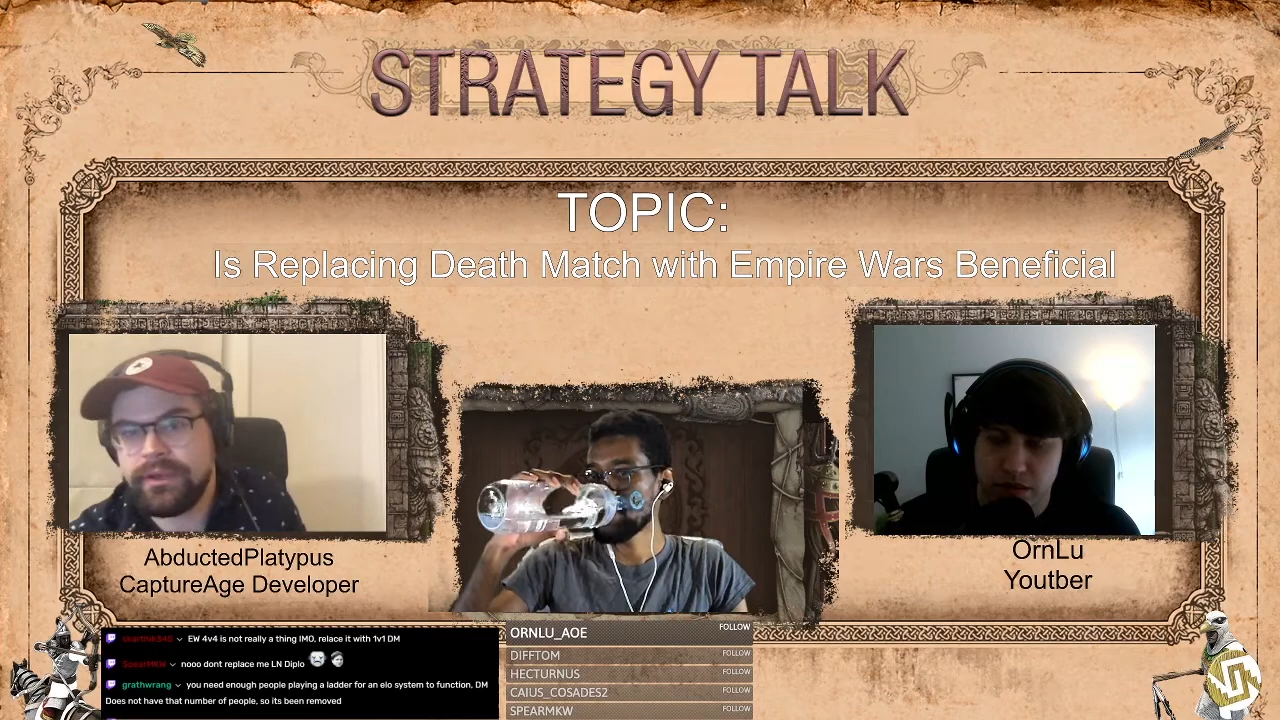 STRATEGY TALK
TOPIC:
Is Replacing Death Match with Empire Wars Beneficial
AbductedPlatypus
CaptureAge Developer
OrnLu
Youtber
EW 4v4 is not really a thing IMO, relace it with 1v1 DM
SpearMKW nooo dont replace me LN Diplo
grathwrang you need enough people playing a ladder for an elo system to function, DM
Does not have that number of people, so its been removed
ORNLU_AOE FOLLOW
DIFFTOM FOLLOW
HECTURNUS FOLLOW
CAIUS_COSADES2 FOLLOW
SPEARMKW FOLLOW